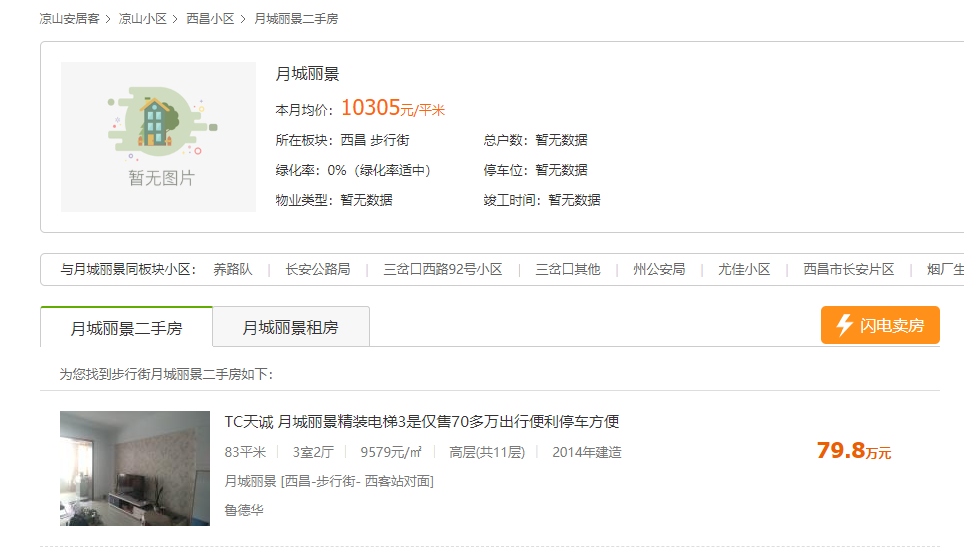 凉山安居客 > 凉山小区 > 西昌小区 > 月城丽景二手房
暂无图片
月城丽景
本月均价: 10305元/平米
所在板块: 西昌 步行街 总户数: 暂无数据
绿化率: 0%（绿化率适中） 停车位: 暂无数据
物业类型: 暂无数据 竣工时间: 暂无数据
与月城丽景同板块小区: 养路队 | 长安公路局 | 三岔口西路92号小区 | 三岔口其他 | 州公安局 | 尤佳小区 | 西昌市长安片区 | 烟厂生
月城丽景二手房 月城丽景租房 闪电卖房
为您找到步行街月城丽景二手房如下:
TC天诚 月城丽景精装电梯3是仅售70多万出行便利停车方便
83平米 | 3室2厅 | 9579元/㎡ | 高层(共11层) | 2014年建造 79.8万元
月城丽景 [西昌-步行街- 西客站对面]
鲁德华